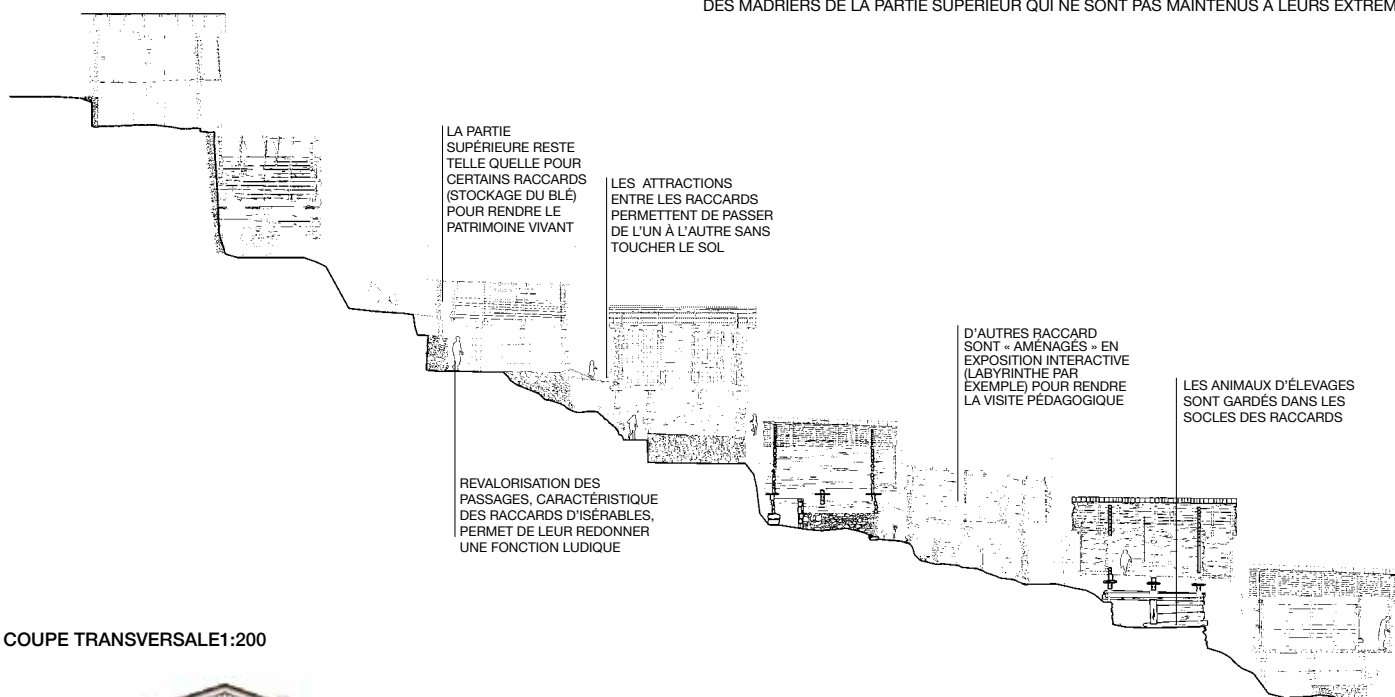 DES MADRIERS DE LA PARTIE SUPÉRIEUR QUI NE SONT PAS MAINTENUS À LEURS
LA PARTIE
SUPÉRIEURE RESTE
TELLE QUELLE POUR
CERTAINS RACCARDS
(STOCKAGE DU BLÉ)
POUR RENDRE LE
PATRIMOINE VIVANT
LES ATTRACTIONS
ENTRE LES RACCARDS
PERMETTENT DE PASSER
DE L'UN À L'AUTRE SANS
TOUCHER LE SOL
D'AUTRES RACCARD
SONT « AMÉNAGÉS » EN
EXPOSITION INTERACTIVE
(LABYRINTHE PAR
EXEMPLE) POUR RENDRE
LA VISITE PÉDAGOGIQUE
LES ANIMAUX D'ÉLEVAGES
SONT GARDÉS DANS LES
SOCLES DES RACCARDS
REVALORISATION DES
PASSAGES, CARACTÉRISTIQUE
DES RACCARDS D'ISÉRABLES,
PERMET DE LEUR REDONNER
UNE FONCTION LUDIQUE
COUPE TRANSVERSALE1:200